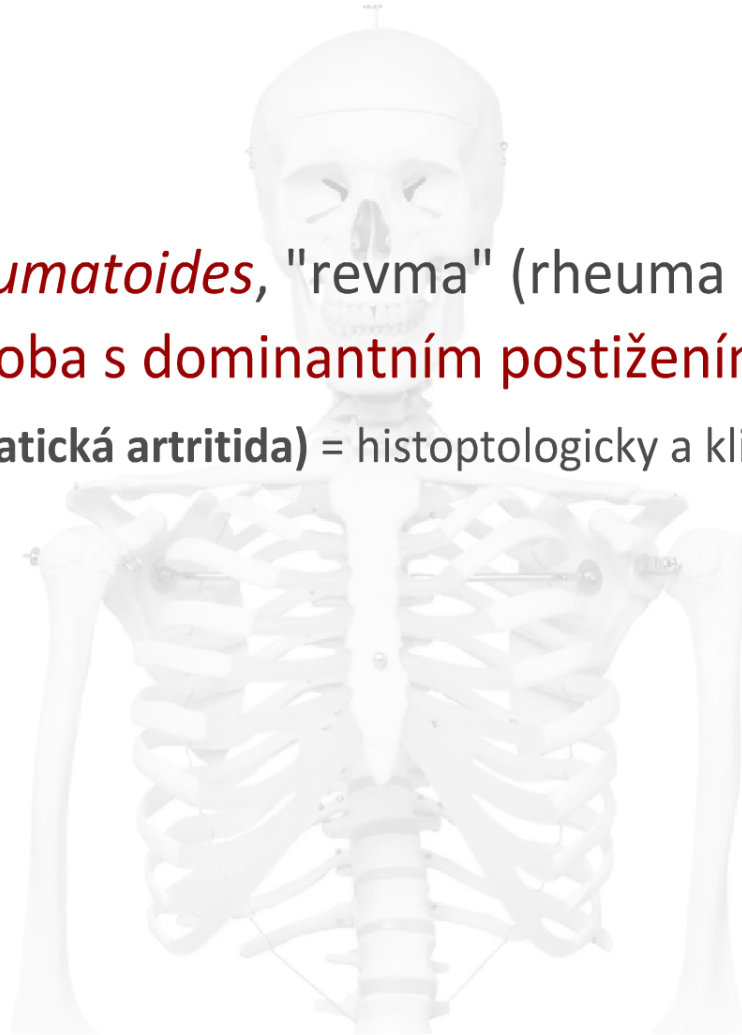 umatoides, "revma" (rheuma
oba s dominantním postižením
atická artritida) = histoptologicky a kli